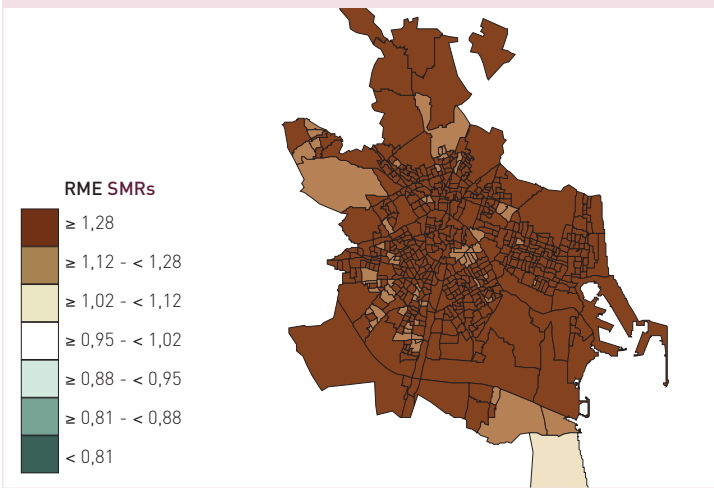 RME SMRs
≥ 1,28
≥ 1,12 - < 1,28
≥ 1,02 - < 1,12
≥ 0,95 - < 1,02
≥ 0,88 - < 0,95
≥ 0,81 - < 0,88
< 0,81